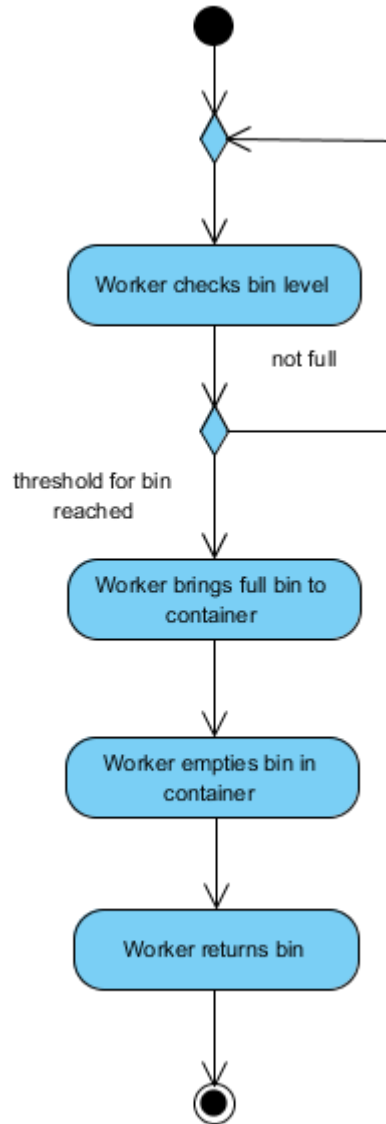 Worker checks bin level
not full
threshold for bin
reached
Worker brings full bin to
container
Worker empties bin in
container
Worker returns bin